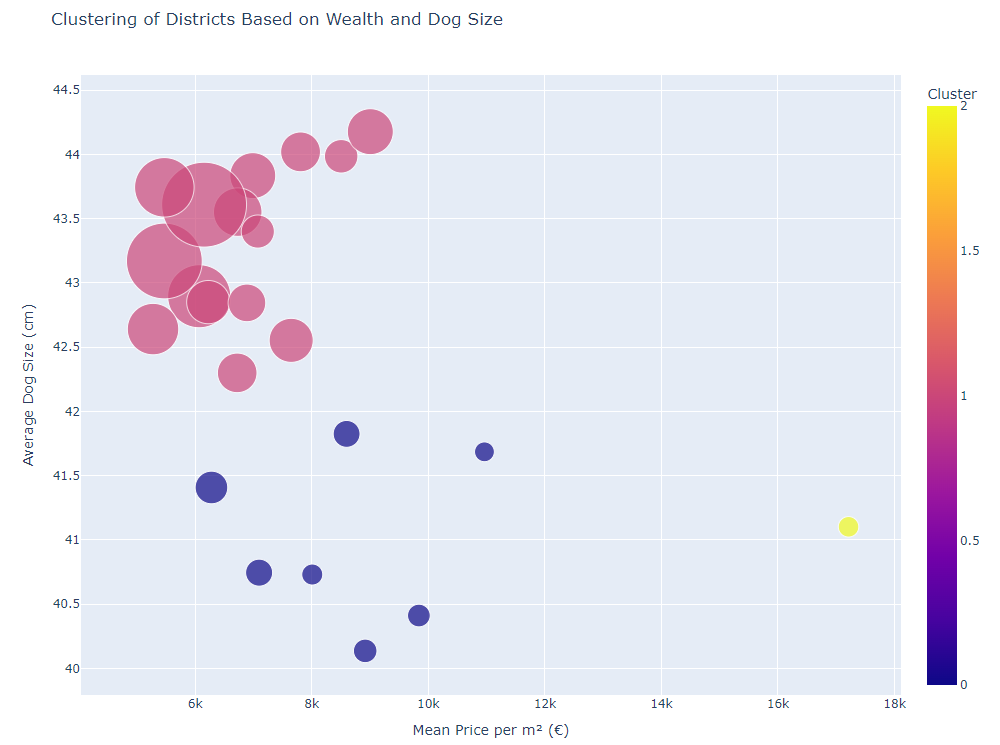 Clustering of Districts Based on Wealth and Dog Size
Cluster
2
1.5
1
0.5
0
44.5
44
43.5
43
42.5
42
41.5
41
40.5
40
Average Dog Size (cm)
6k
8k
10k
12k
14k
16k
18k
Mean Price per m² (€)